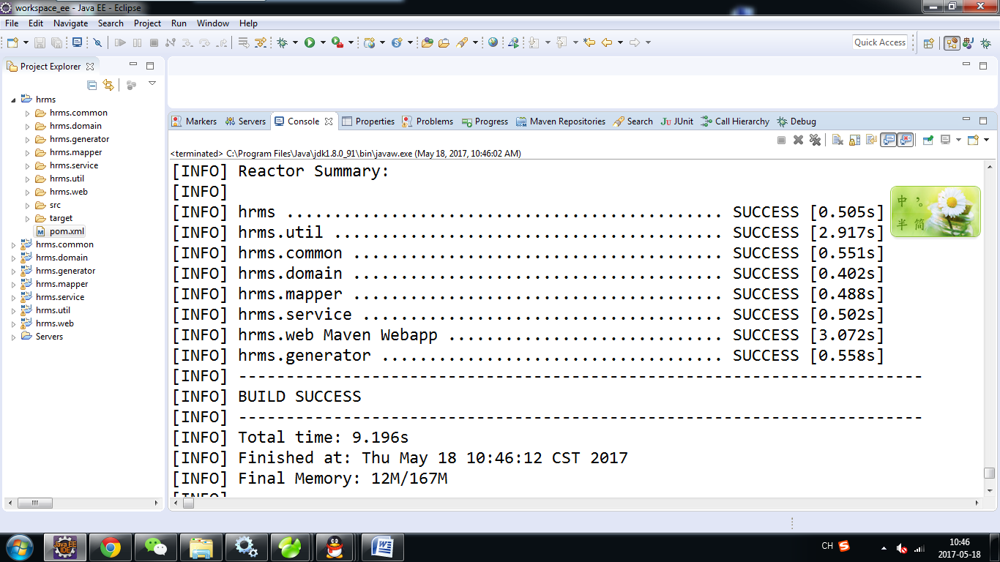 workspace_ee - Java EE - Eclipse
File Edit Navigate Search Project Run Window Help
Quick Access
Project Explorer
hrms
hrms.common
hrms.domain
hrms.generator
hrms.mapper
hrms.service
hrms.util
hrms.web
src
target
pom.xml
hrms.common
hrms.domain
hrms.generator
hrms.mapper
hrms.service
hrms.util
hrms.web
Servers
Markers Servers Console Properties Problems Progress Maven Repositories Search JUnit Call Hierarchy Debug
<terminated> C:\Program Files\Java\jdk1.8.0_91\bin\javaw.exe (May 18, 2017, 10:46:02 AM)
[INFO] Reactor Summary:
[INFO]
[INFO] hrms .............................................. SUCCESS [0.505s]
[INFO] hrms.util ......................................... SUCCESS [2.917s]
[INFO] hrms.common ....................................... SUCCESS [0.551s]
[INFO] hrms.domain ....................................... SUCCESS [0.402s]
[INFO] hrms.mapper ....................................... SUCCESS [0.488s]
[INFO] hrms.service ...................................... SUCCESS [0.502s]
[INFO] hrms.web Maven Webapp ............................. SUCCESS [3.072s]
[INFO] hrms.generator .................................... SUCCESS [0.558s]
[INFO] ------------------------------------------------------------------------
[INFO] BUILD SUCCESS
[INFO] ------------------------------------------------------------------------
[INFO] Total time: 9.196s
[INFO] Finished at: Thu May 18 10:46:12 CST 2017
[INFO] Final Memory: 12M/167M
[INFO]
中 °,
半 简
Java EE
IDE
CH
10:46
2017-05-18